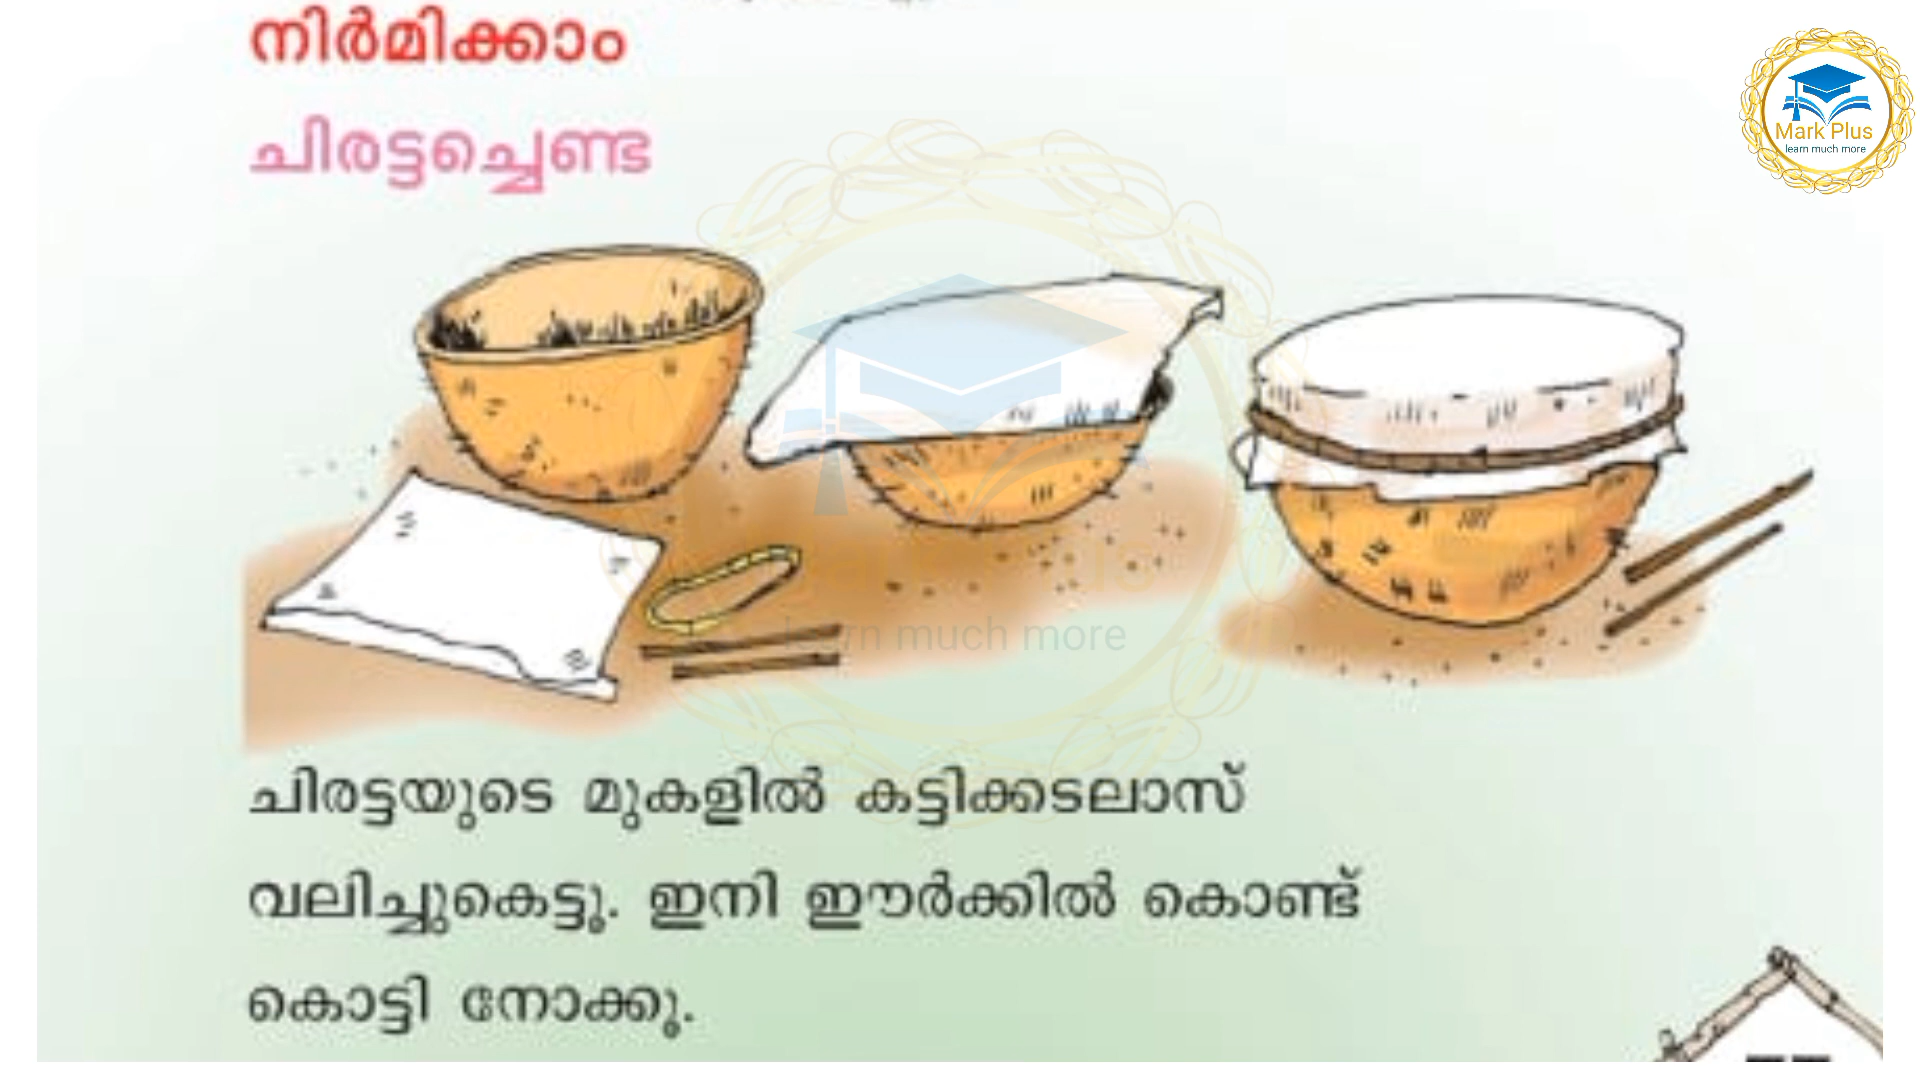 നിർമിക്കാം
ചിരട്ടച്ചെണ്ട
Mark Plus
learn much more
learn much more
ചിരട്ടയുടെ മുകളിൽ കട്ടിക്കടലാസ്
വലിച്ചുകെട്ടൂ. ഇനി ഈർക്കിൽ കൊണ്ട്
കൊട്ടി നോക്കൂ.